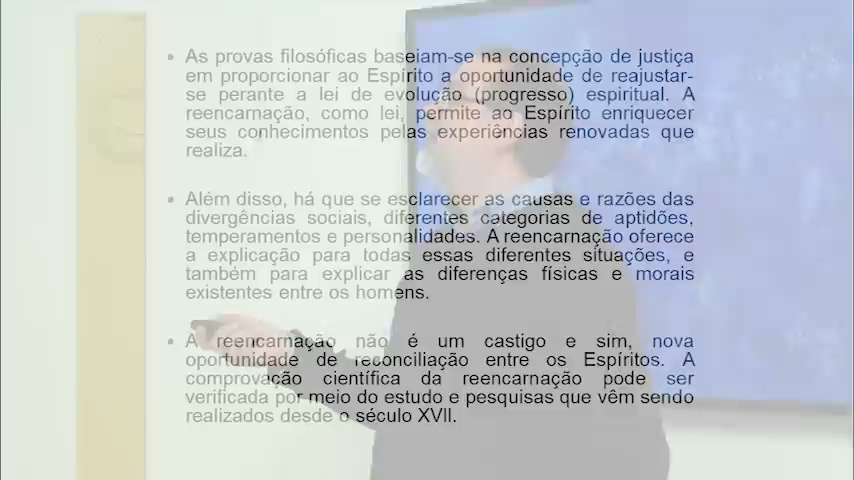 • As provas filosóficas baseiam-se na concepção de justiça
em proporcionar ao Espírito a oportunidade de reajustar-
se perante a lei de evolução (progresso) espiritual. A
reencarnação, como lei, permite ao Espírito enriquecer
seus conhecimentos pelas experiências renovadas que
realiza.
• Além disso, há que se esclarecer as causas e razões das
divergências sociais, diferentes categorias de aptidões,
temperamentos e personalidades. A reencarnação oferece
a explicação para todas essas diferentes situações, e
também para explicar as diferenças físicas e morais
existentes entre os homens.
• A reencarnação não é um castigo e sim, nova
oportunidade de reconciliação entre os Espíritos. A
comprovação científica da reencarnação pode ser
verificada por meio do estudo e pesquisas que vêm sendo
realizados desde o século XVII.